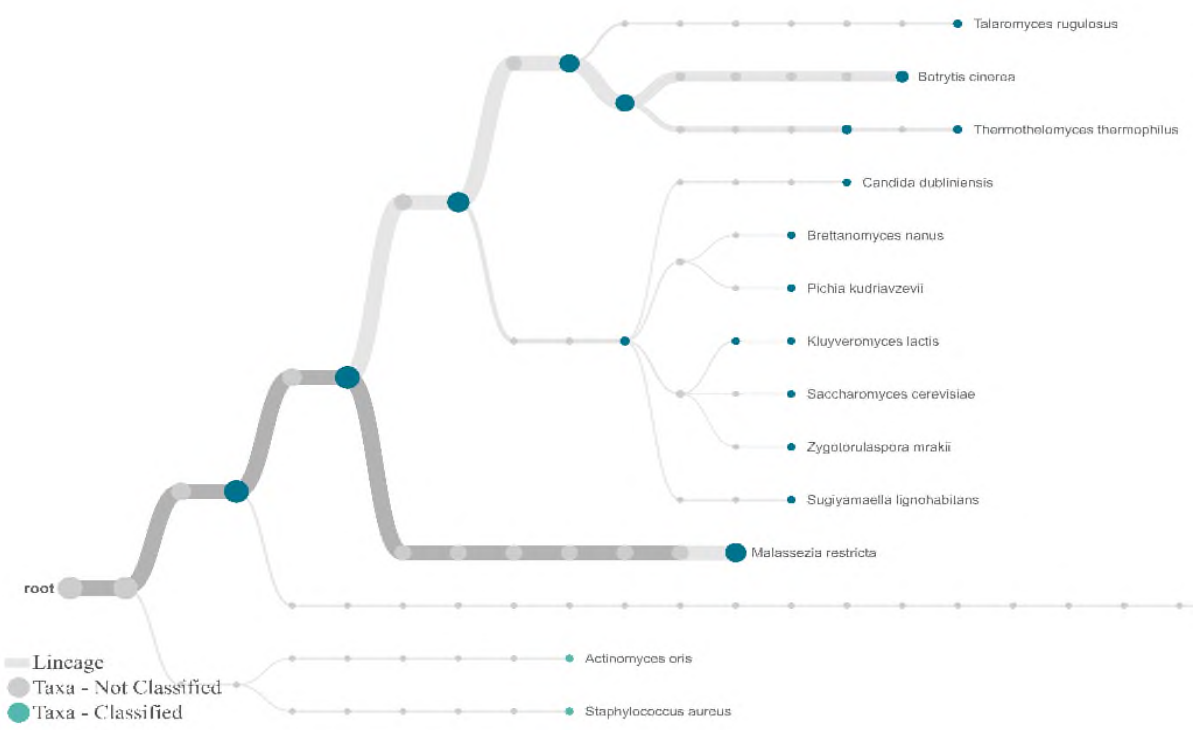 Talaromyces rugulosus
Botrytis cinerea
Thermothelomyces thermophilus
Candida dubliniensis
Brettanomyces nanus
Pichia kudriavzevii
Kluyveromyces lactis
Saccharomyces cerevisiae
Zygotorulaspora mrakii
Sugiyamaella lignohabitans
Malassezia restricta
root
Actinomyces oris
Staphylococcus aureus
Lineage
Taxa - Not Classified
Taxa - Classified